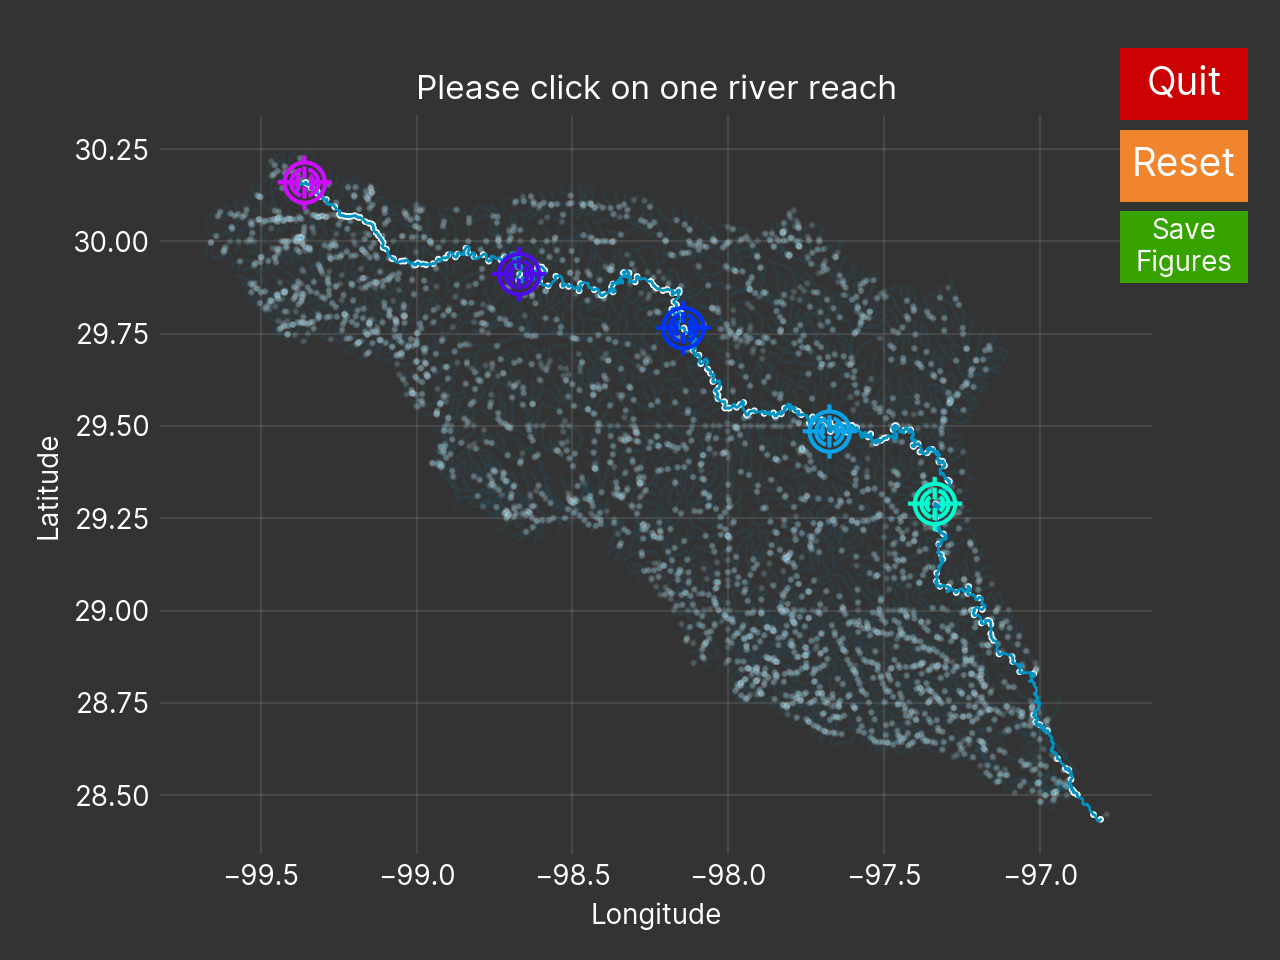 Please click on one river reach
Quit
Reset
Save
Figures
30.25
30.00
29.75
29.50
29.25
29.00
28.75
28.50
Latitude
−99.5
−99.0
−98.5
−98.0
−97.5
−97.0
Longitude